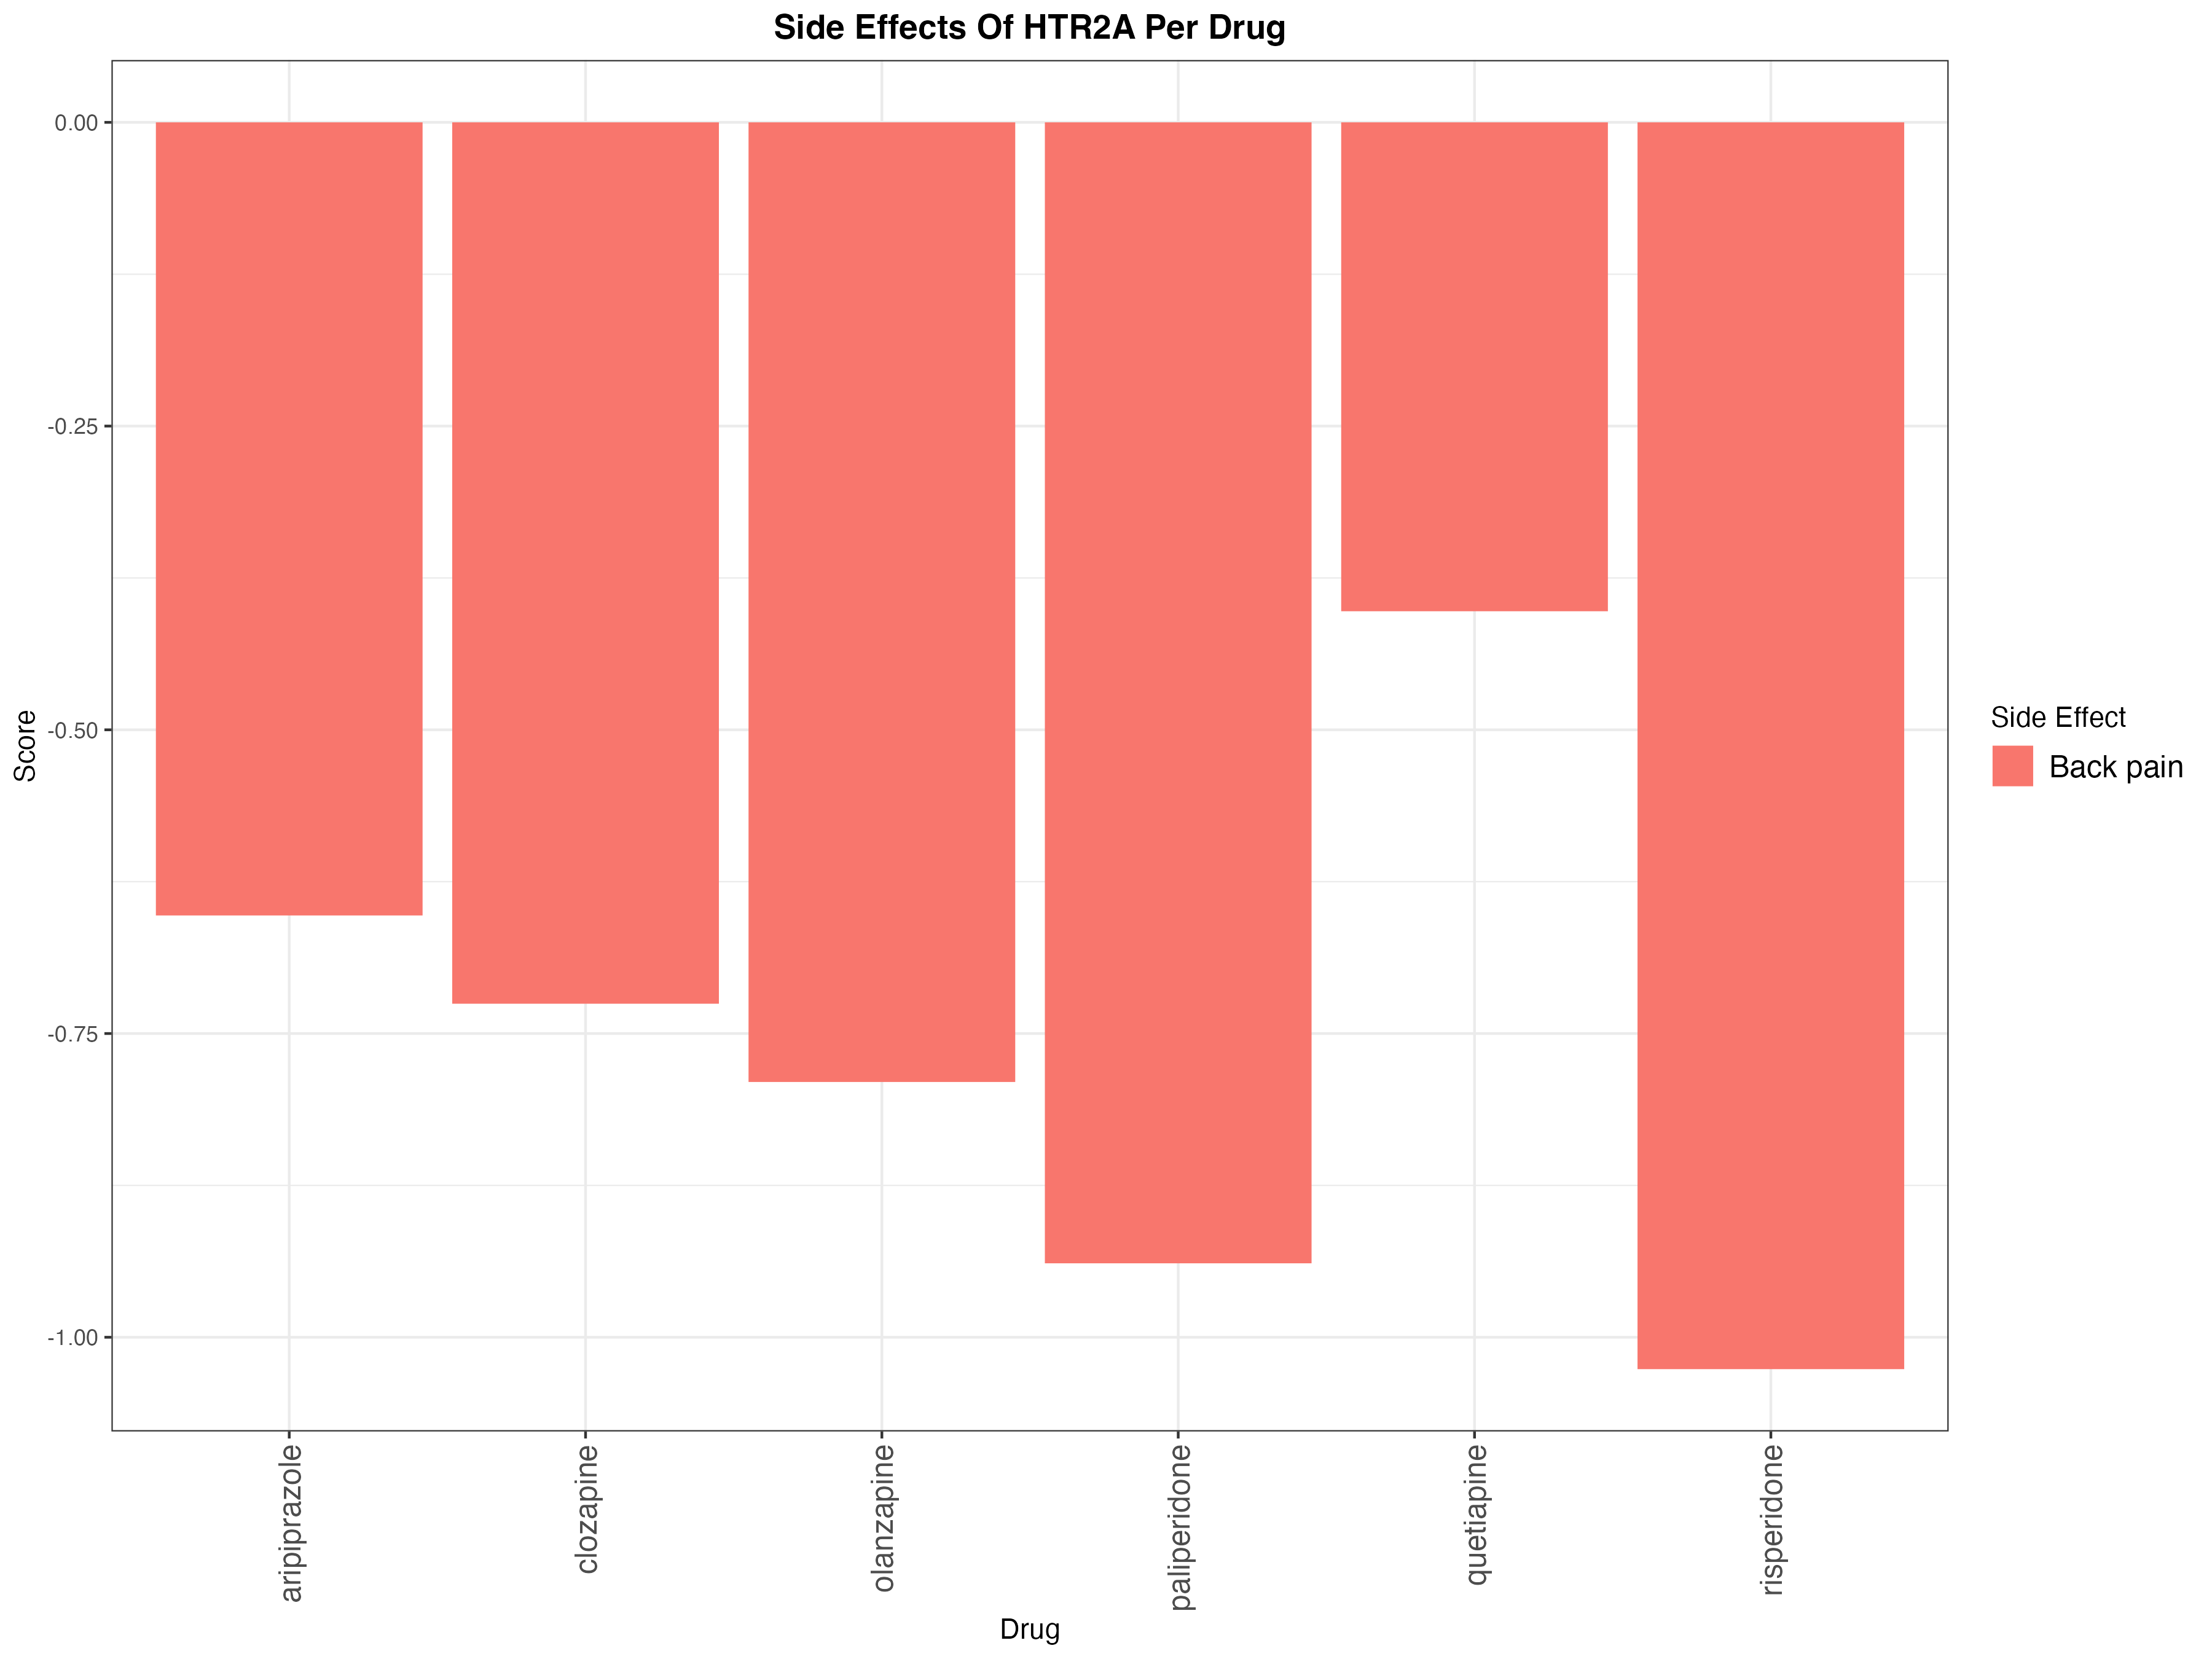 Side Effects Of HTR2A Per Drug
0.00
-0.25
-0.50
-0.75
-1.00
Score
Side Effect
Back pain
aripiprazole
clozapine
olanzapine
paliperidone
quetiapine
risperidone
Drug